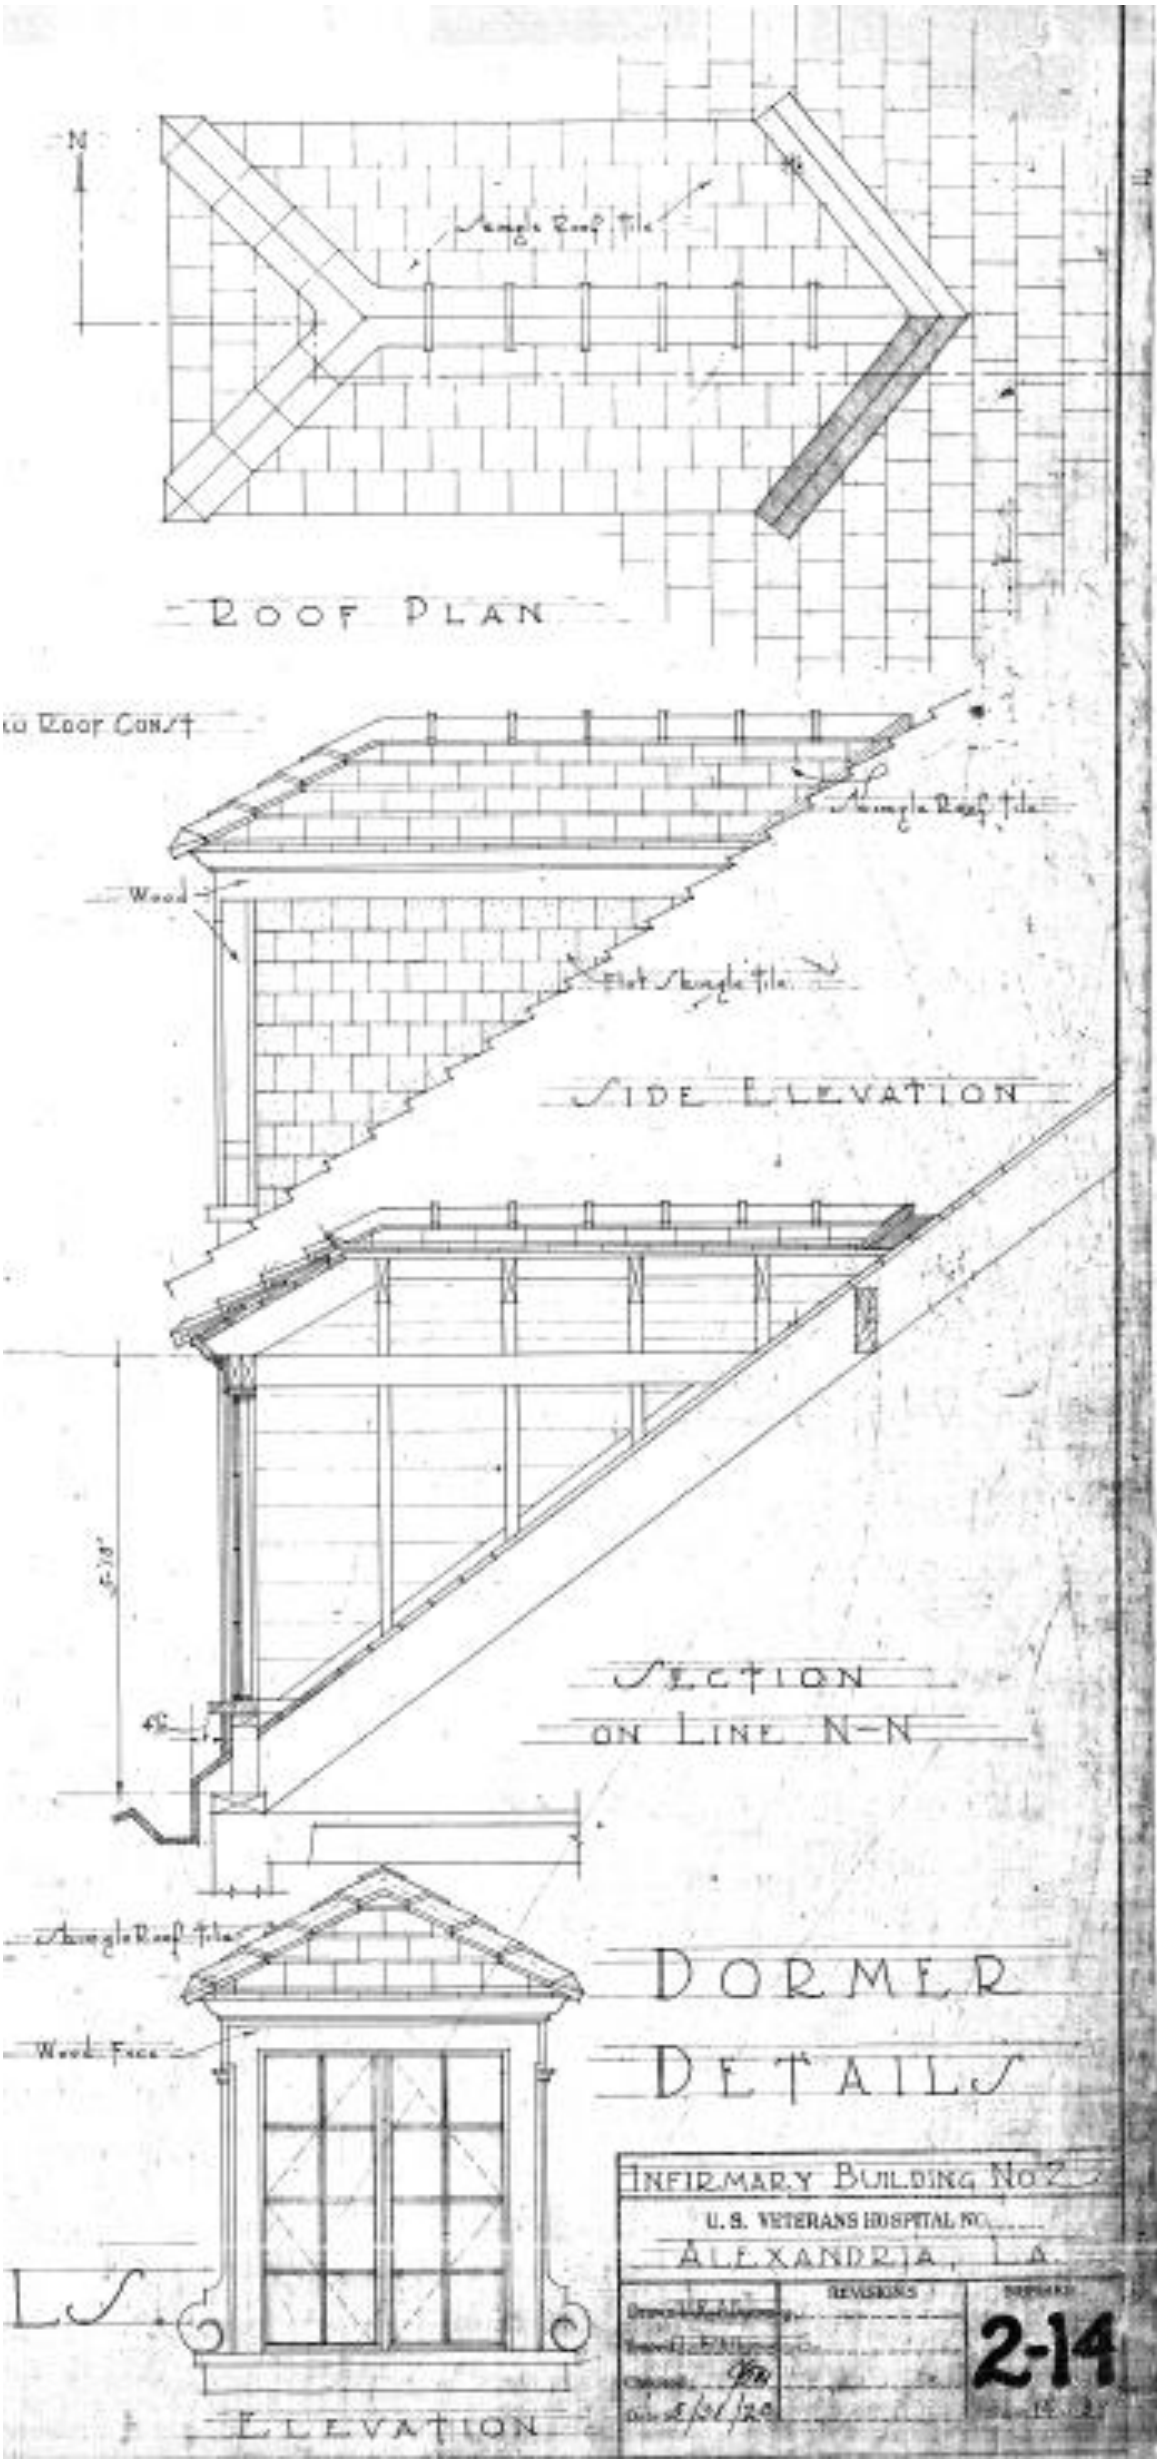 N
Shingle Roof Tile
ROOF PLAN
ROOF CONST
Shingle Roof Tile
Wood
Flat Shingle Tile
SIDE ELEVATION
SECTION
ON LINE N-N
Shingle Roof Tile
DORMER
Wood Face
DETAILS
INFIRMARY BUILDING NO 2
U. S. VETERANS HOSPITAL NO.
ALEXANDRIA, LA.
LS
REVISIONS
2-14
ELEVATION